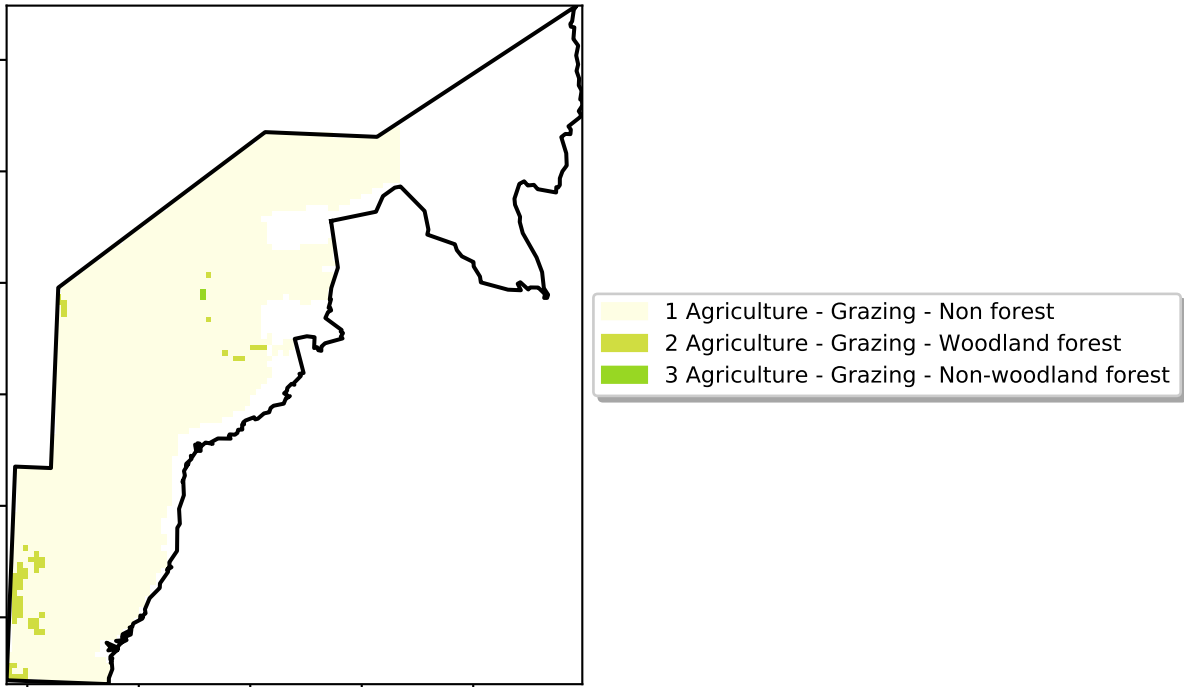 1 Agriculture - Grazing - Non forest
2 Agriculture - Grazing - Woodland forest
3 Agriculture - Grazing - Non-woodland forest